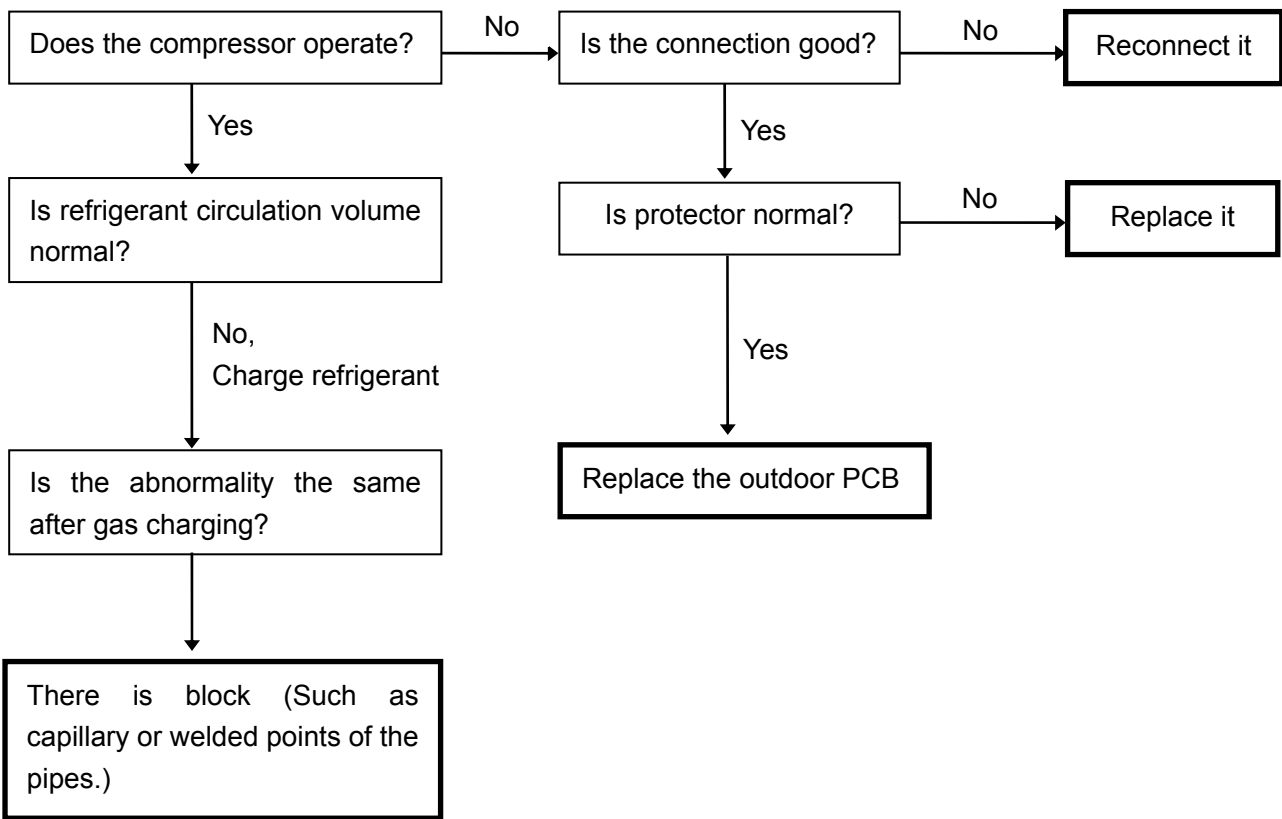 Does the compressor operate?
No
Is the connection good?
No
Reconnect it
Yes
Yes
Is refrigerant circulation volume
normal?
Is protector normal?
No
Replace it
No,
Charge refrigerant
Yes
Is the abnormality the same
after gas charging?
Replace the outdoor PCB
There is block (Such as
capillary or welded points of the
pipes.)